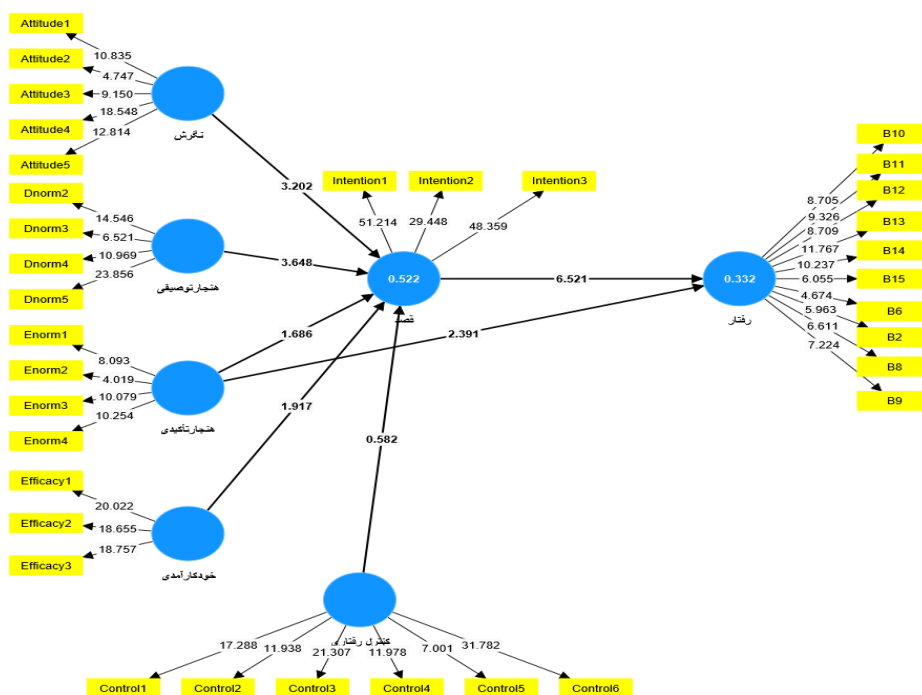 Attitude1
Attitude2
Attitude3
Attitude4
Attitude5
10.835
4.747
9.150
18.548
12.814
نگرش
3.202
Dnorm2
Dnorm3
Dnorm4
Dnorm5
14.546
6.521
10.969
23.856
هنجارتوصیفی
3.648
Enorm1
Enorm2
Enorm3
Enorm4
8.093
4.019
10.079
10.254
هنجارتأکیدی
1.686
2.391
Efficacy1
Efficacy2
Efficacy3
20.022
18.655
18.757
خودکارآمدی
1.917
Intention1
Intention2
Intention3
51.214
29.448
48.359
0.522
قصد
6.521
0.582
کنترل رفتاری
17.288
11.938
21.307
11.978
7.001
31.782
Control1
Control2
Control3
Control4
Control5
Control6
0.332
رفتار
8.705
9.326
8.709
11.767
10.237
6.055
4.674
5.963
6.611
7.224
B10
B11
B12
B13
B14
B15
B6
B2
B8
B9